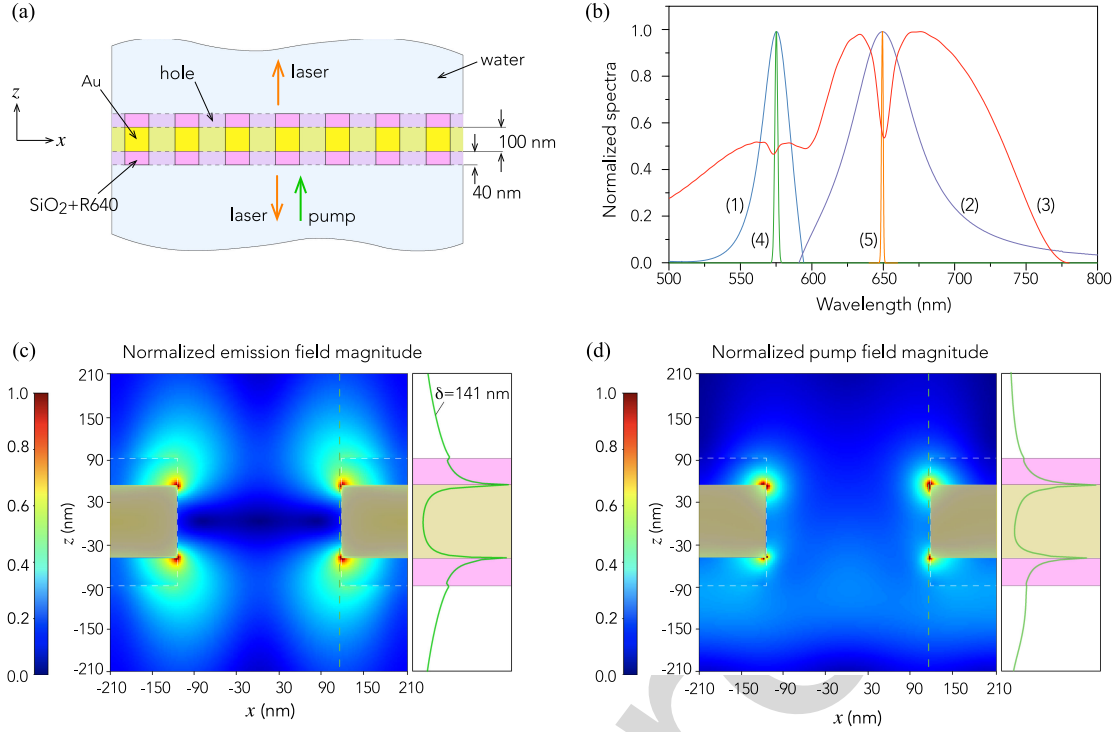 (a)
laser
water
hole
Au
z
x
100 nm
40 nm
SiO2+R640
laser
pump
(b)
Normalized spectra
1.0
0.8
0.6
0.4
0.2
0.0
(1)
(2)
(3)
(4)
(5)
500 550 600 650 700 750 800
Wavelength (nm)
(c)
Normalized emission field magnitude
1.0
0.8
0.6
0.4
0.2
0.0
z (nm)
210
150
90
30
-30
-90
-150
-210
δ=141 nm
-210 -150 -90 -30 30 90 150 210
x (nm)
(d)
Normalized pump field magnitude
1.0
0.8
0.6
0.4
0.2
0.0
z (nm)
210
150
90
30
-30
-90
-150
-210
-210 -150 -90 -30 30 90 150 210
x (nm)